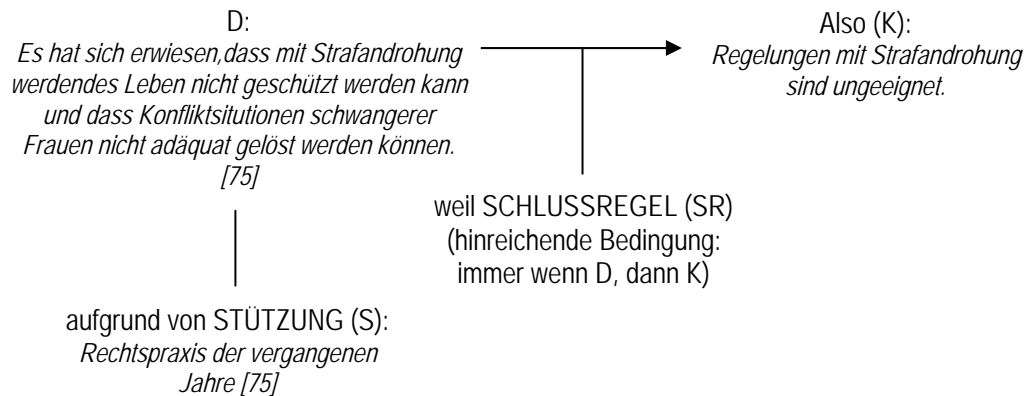 D:
Es hat sich erwiesen,dass mit Strafandrohung
werdendes Leben nicht geschützt werden kann
und dass Konfliktsitutionen schwangerer
Frauen nicht adäquat gelöst werden können.
[75]
Also (K):
Regelungen mit Strafandrohung
sind ungeeignet.
weil SCHLUSSREGEL (SR)
(hinreichende Bedingung:
immer wenn D, dann K)
aufgrund von STÜTZUNG (S):
Rechtspraxis der vergangenen
Jahre [75]